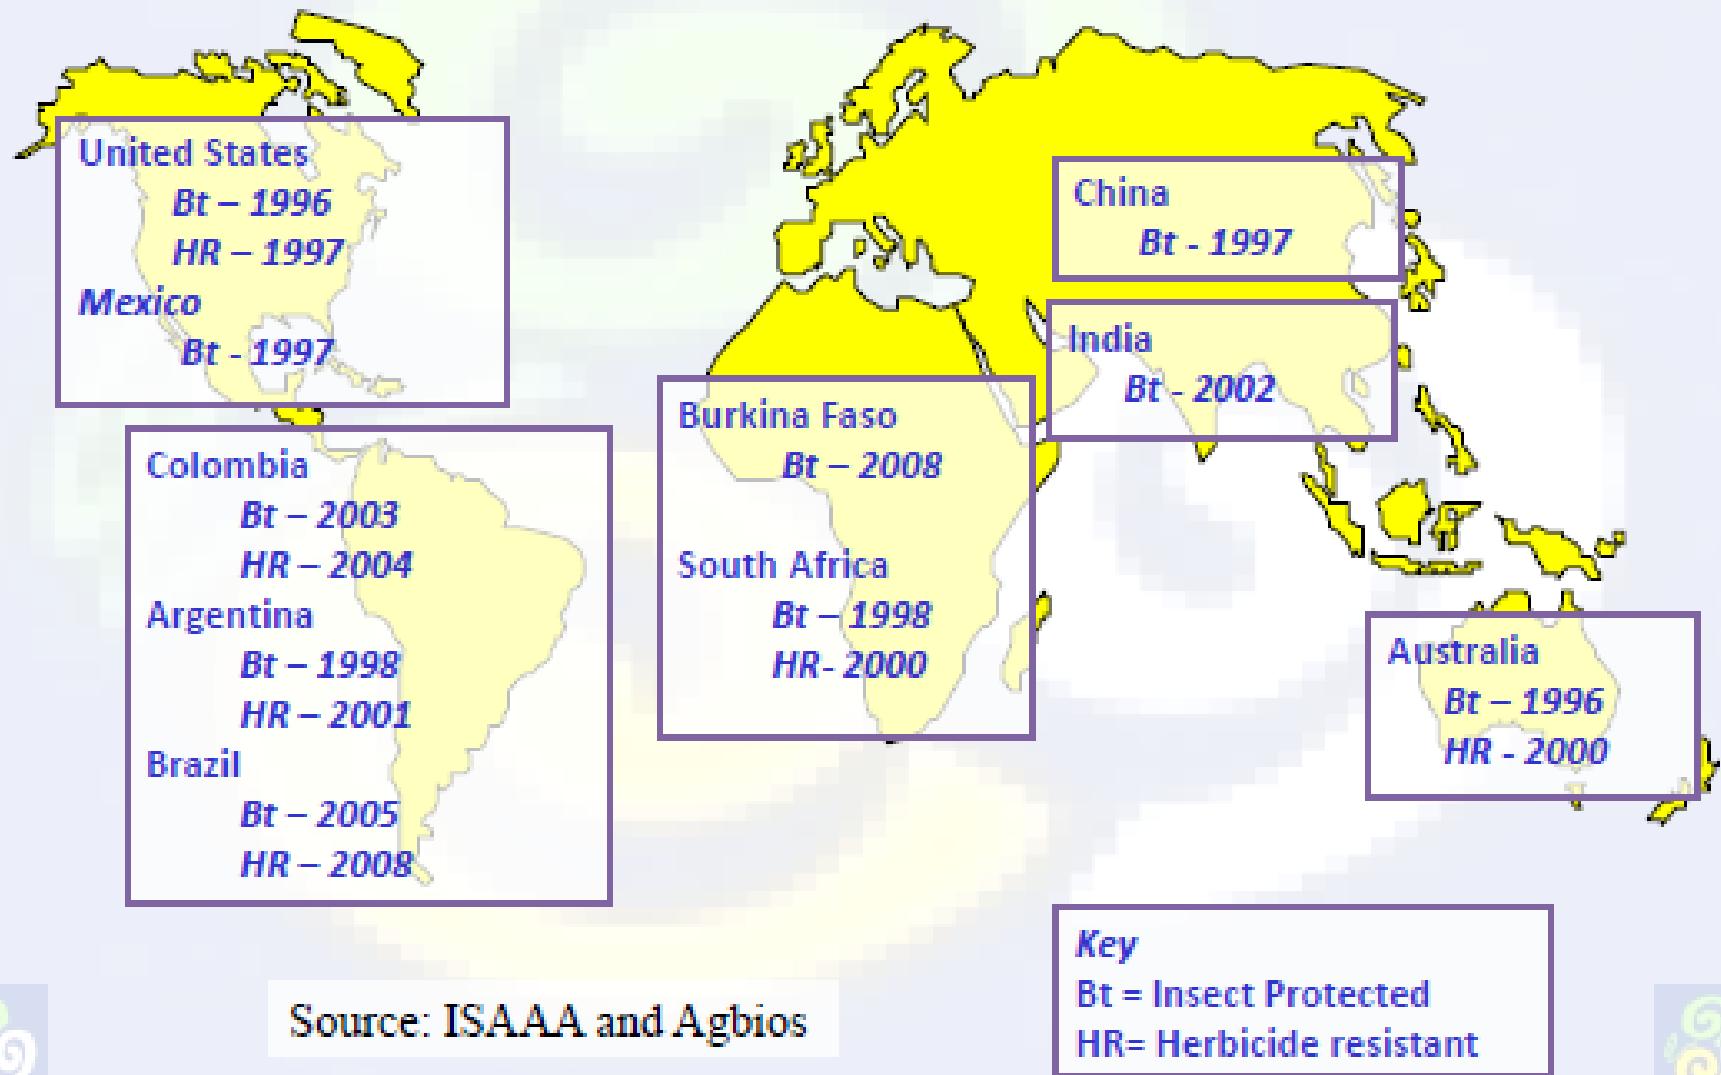 United States
Bt – 1996
HR – 1997
Mexico
Bt - 1997
Colombia
Bt – 2003
HR – 2004
Argentina
Bt – 1998
HR – 2001
Brazil
Bt – 2005
HR – 2008
Burkina Faso
Bt – 2008
South Africa
Bt – 1998
HR- 2000
China
Bt - 1997
India
Bt - 2002
Australia
Bt – 1996
HR - 2000
Key
Bt = Insect Protected
HR= Herbicide resistant
Source: ISAAA and Agbios